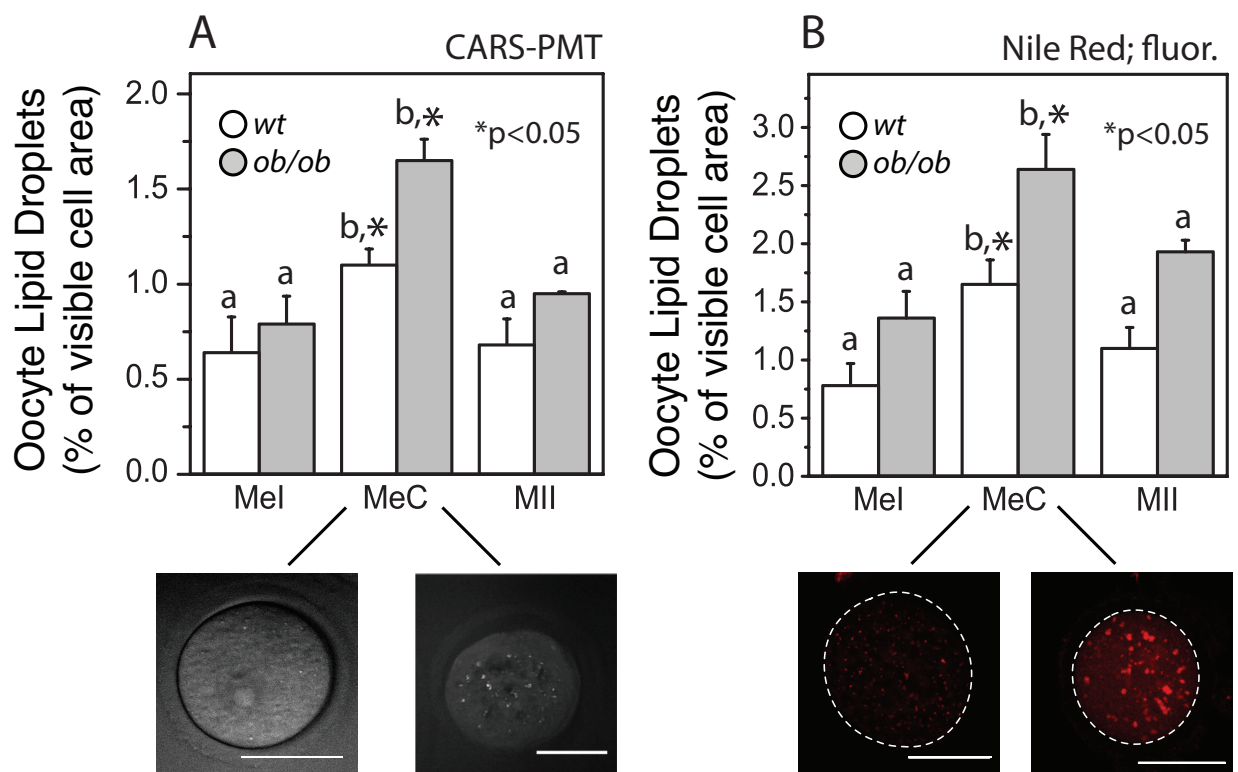 A
CARS-PMT
Oocyte Lipid Droplets
(% of visible cell area)
2.0
1.5
1.0
0.5
0.0
wt
ob/ob
*p<0.05
a
a
b,*
b,*
a
a
MeI
MeC
MII
B
Nile Red; fluor.
Oocyte Lipid Droplets
(% of visible cell area)
3.0
2.5
2.0
1.5
1.0
0.5
0.0
wt
ob/ob
*p<0.05
a
a
b,*
b,*
a
a
MeI
MeC
MII